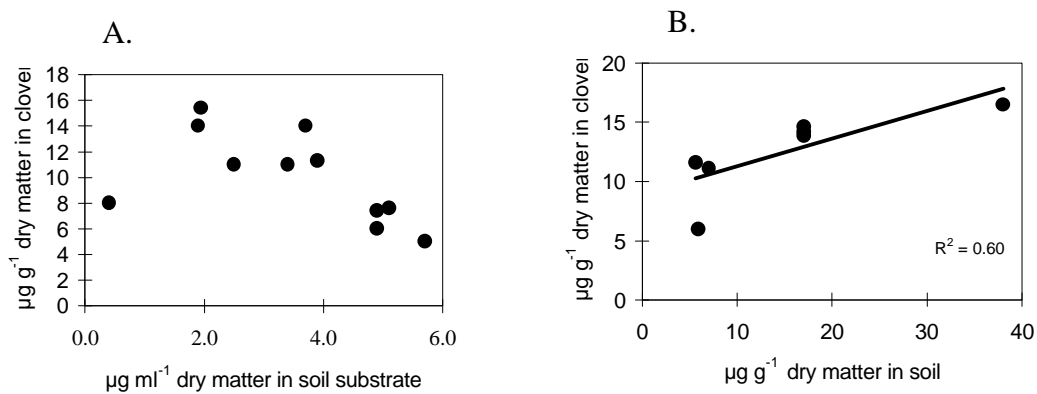 A.
µg g-1 dry matter in clover
18
16
14
12
10
8
6
4
2
0
0.0 2.0 4.0 6.0
µg ml-1 dry matter in soil substrate
B.
µg g-1 dry matter in clover
20
15
10
5
0
R2 = 0.60
0 10 20 30 40
µg g-1 dry matter in soil